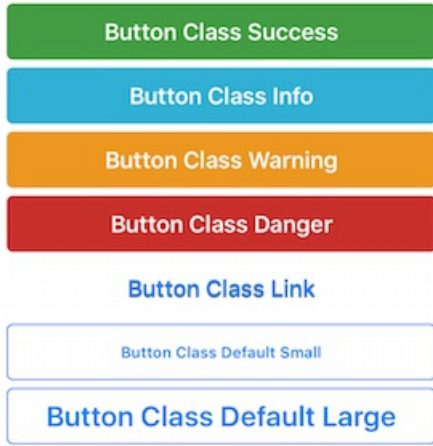 Button Class Success
Button Class Info
Button Class Warning
Button Class Danger
Button Class Link
Button Class Default Small
Button Class Default Large